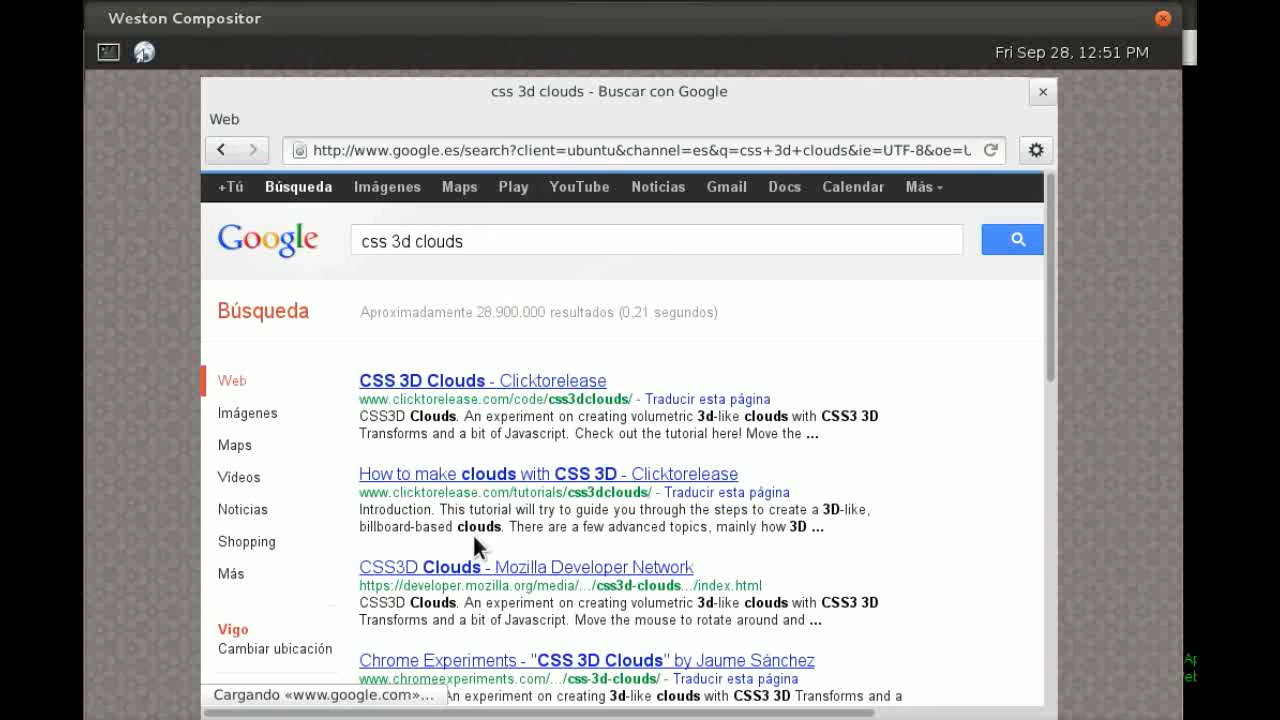 Weston Compositor
Fri Sep 28, 12:51 PM
css 3d clouds - Buscar con Google
Web
http://www.google.es/search?client=ubuntu&channel=es&q=css+3d+clouds&ie=UTF-8&oe=U
+Tú Búsqueda Imágenes Maps Play YouTube Noticias Gmail Docs Calendar Más
Google
css 3d clouds
Búsqueda
Aproximadamente 28.900.000 resultados (0,21 segundos)
Web
Imágenes
Maps
Vídeos
Noticias
Shopping
Más
Vigo
Cambiar ubicación
CSS 3D Clouds - Clicktorelease
www.clicktorelease.com/code/css3dclouds/ - Traducir esta página
CSS3D Clouds. An experiment on creating volumetric 3d-like clouds with CSS3 3D
Transforms and a bit of Javascript. Check out the tutorial here! Move the ...
How to make clouds with CSS 3D - Clicktorelease
www.clicktorelease.com/tutorials/css3dclouds/ - Traducir esta página
Introduction. This tutorial will try to guide you through the steps to create a 3D-like,
billboard-based clouds. There are a few advanced topics, mainly how 3D ...
CSS3D Clouds - Mozilla Developer Network
https://developer.mozilla.org/media/.../css3d-clouds.../index.html
CSS3D Clouds. An experiment on creating volumetric 3d-like clouds with CSS3 3D
Transforms and a bit of Javascript. Move the mouse to rotate around and ...
Chrome Experiments - "CSS 3D Clouds" by Jaume Sánchez
www.chromeexperiments.com/.../css-3d-clouds/ - Traducir esta página
An experiment on creating 3d-like clouds with CSS3 3D Transforms and a
Cargando «www.google.com»...